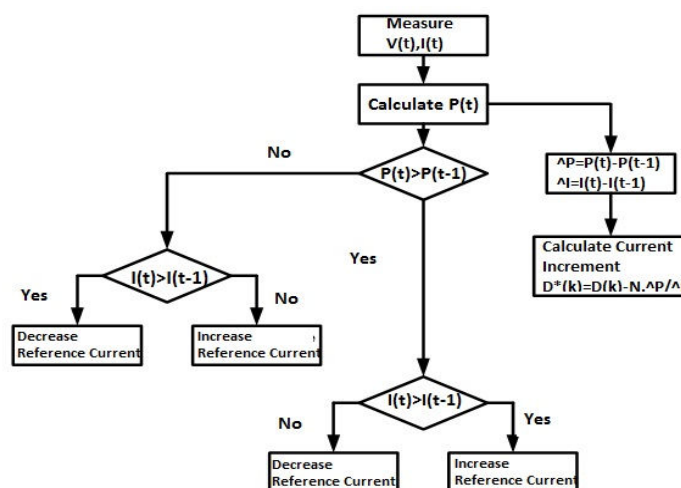 Measure
V(t),I(t)
Calculate P(t)
No
P(t)>P(t-1)
^P=P(t)-P(t-1)
^I=I(t)-I(t-1)
Yes
Calculate Current
Increment
D*(k)=D(k)-N.^P/^
I(t)>I(t-1)
Yes
No
Decrease
Reference Current
Increase
Reference Current
I(t)>I(t-1)
No
Yes
Decrease
Reference Current
Increase
Reference Current